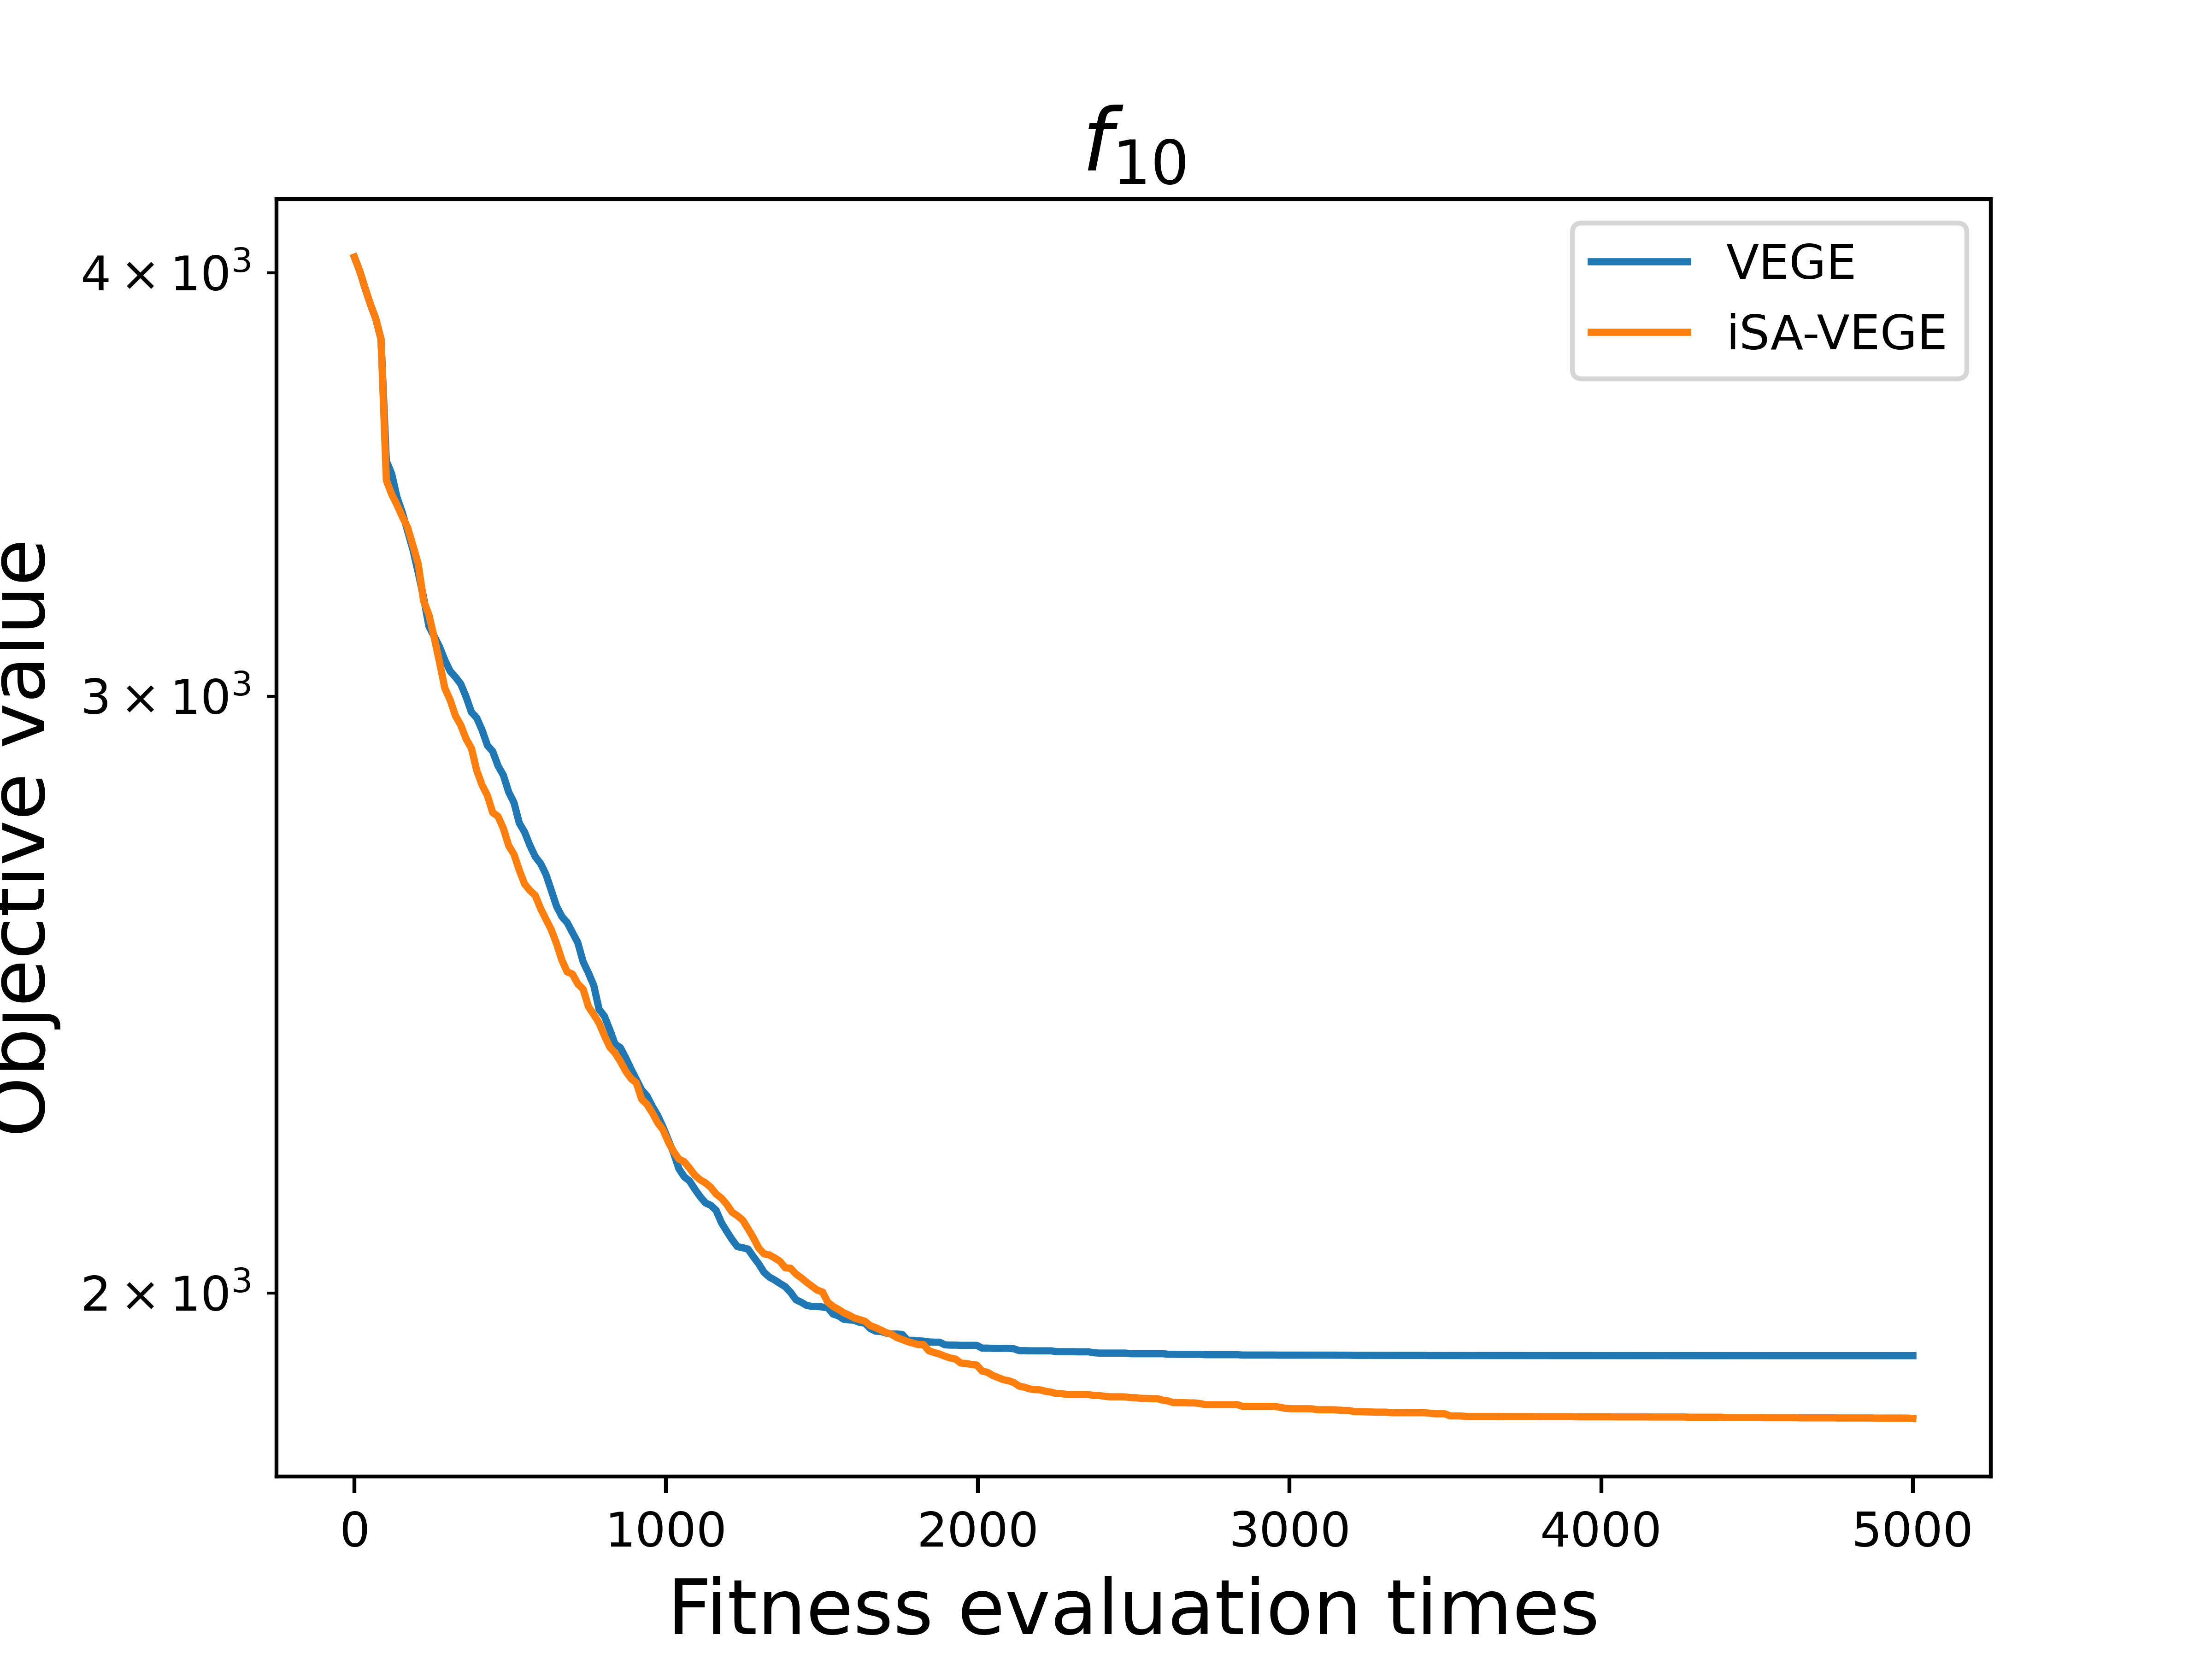 f₁₀
VEGE
iSA-VEGE
4 × 10³
3 × 10³
2 × 10³
Objective value
0 1000 2000 3000 4000 5000
Fitness evaluation times